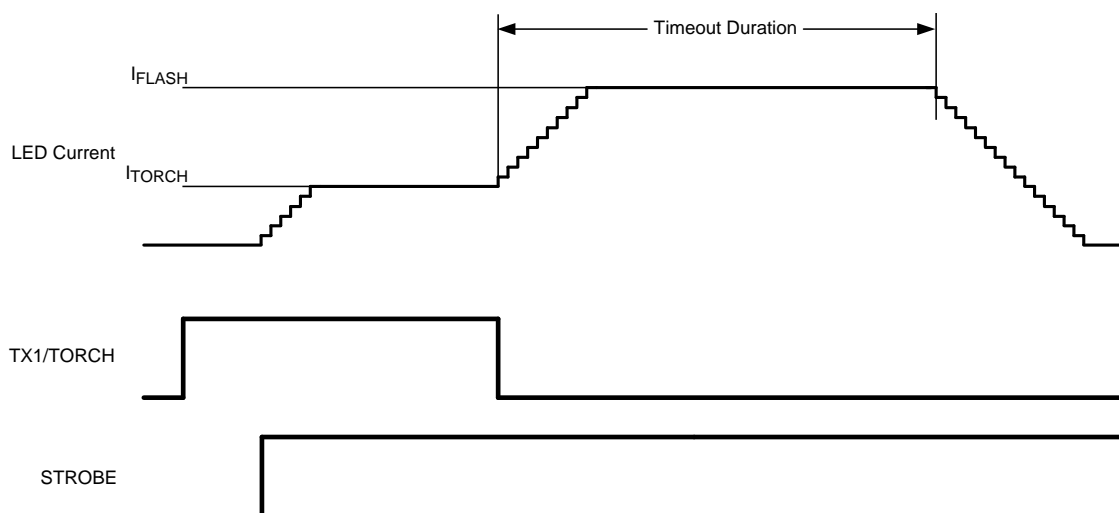 Timeout Duration
IFLASH
LED Current
ITORCH
TX1/TORCH
STROBE